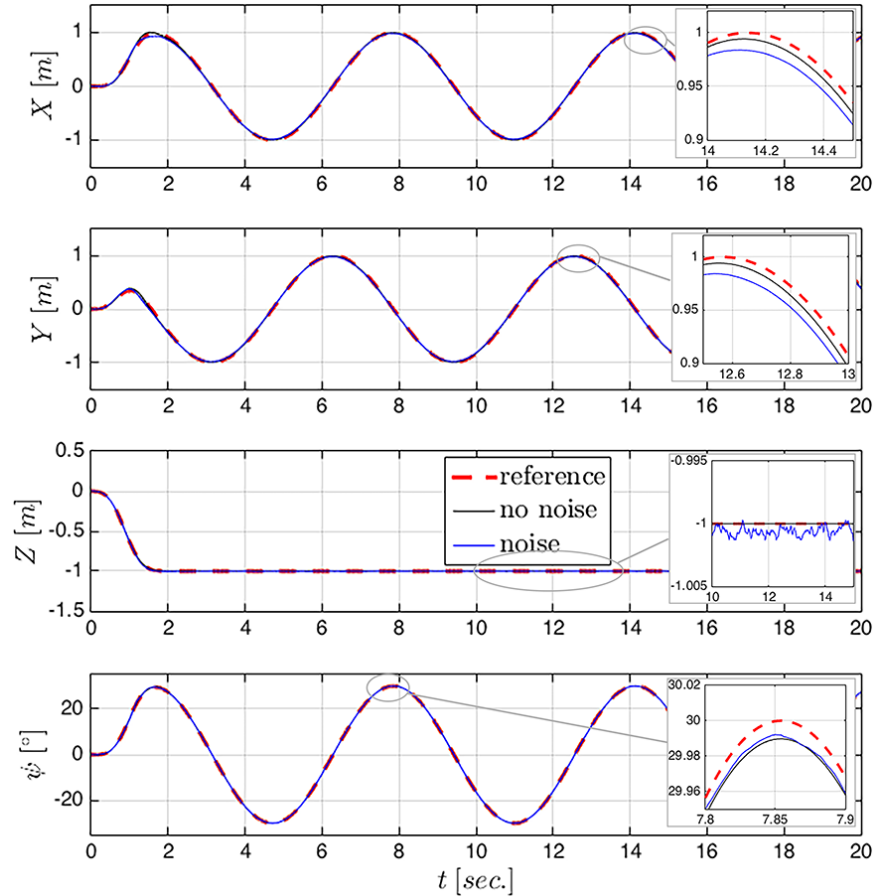 X [m]
1
0
-1
1
0.95
0.9
14 14.2 14.4
0 2 4 6 8 10 12 14 16 18 20
Y [m]
1
0
-1
1
0.95
0.9
12.6 12.8 13
0 2 4 6 8 10 12 14 16 18 20
Z [m]
0.5
0
-0.5
-1
-1.5
reference
no noise
noise
-0.995
-1
-1.005
10 12 14
0 2 4 6 8 10 12 14 16 18 20
ψ̇ [°]
20
0
-20
30.02
30
29.98
29.96
7.8 7.85 7.9
0 2 4 6 8 10 12 14 16 18 20
t [sec.]